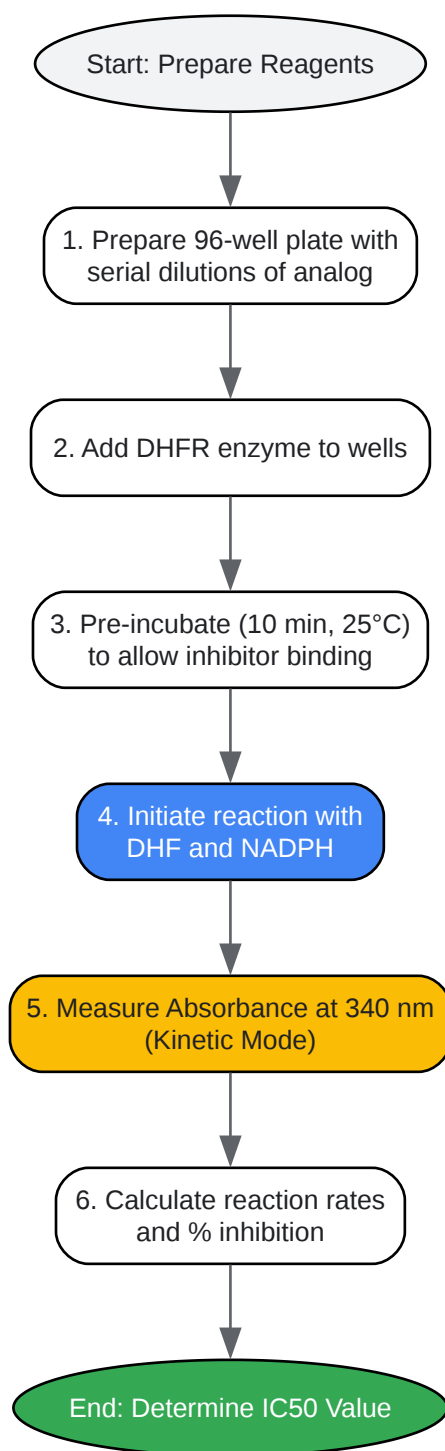 Start: Prepare Reagents
1. Prepare 96-well plate with
serial dilutions of analog
2. Add DHFR enzyme to wells
3. Pre-incubate (10 min, 25°C)
to allow inhibitor binding
4. Initiate reaction with
DHF and NADPH
5. Measure Absorbance at 340 nm
(Kinetic Mode)
6. Calculate reaction rates
and % inhibition
End: Determine IC50 Value